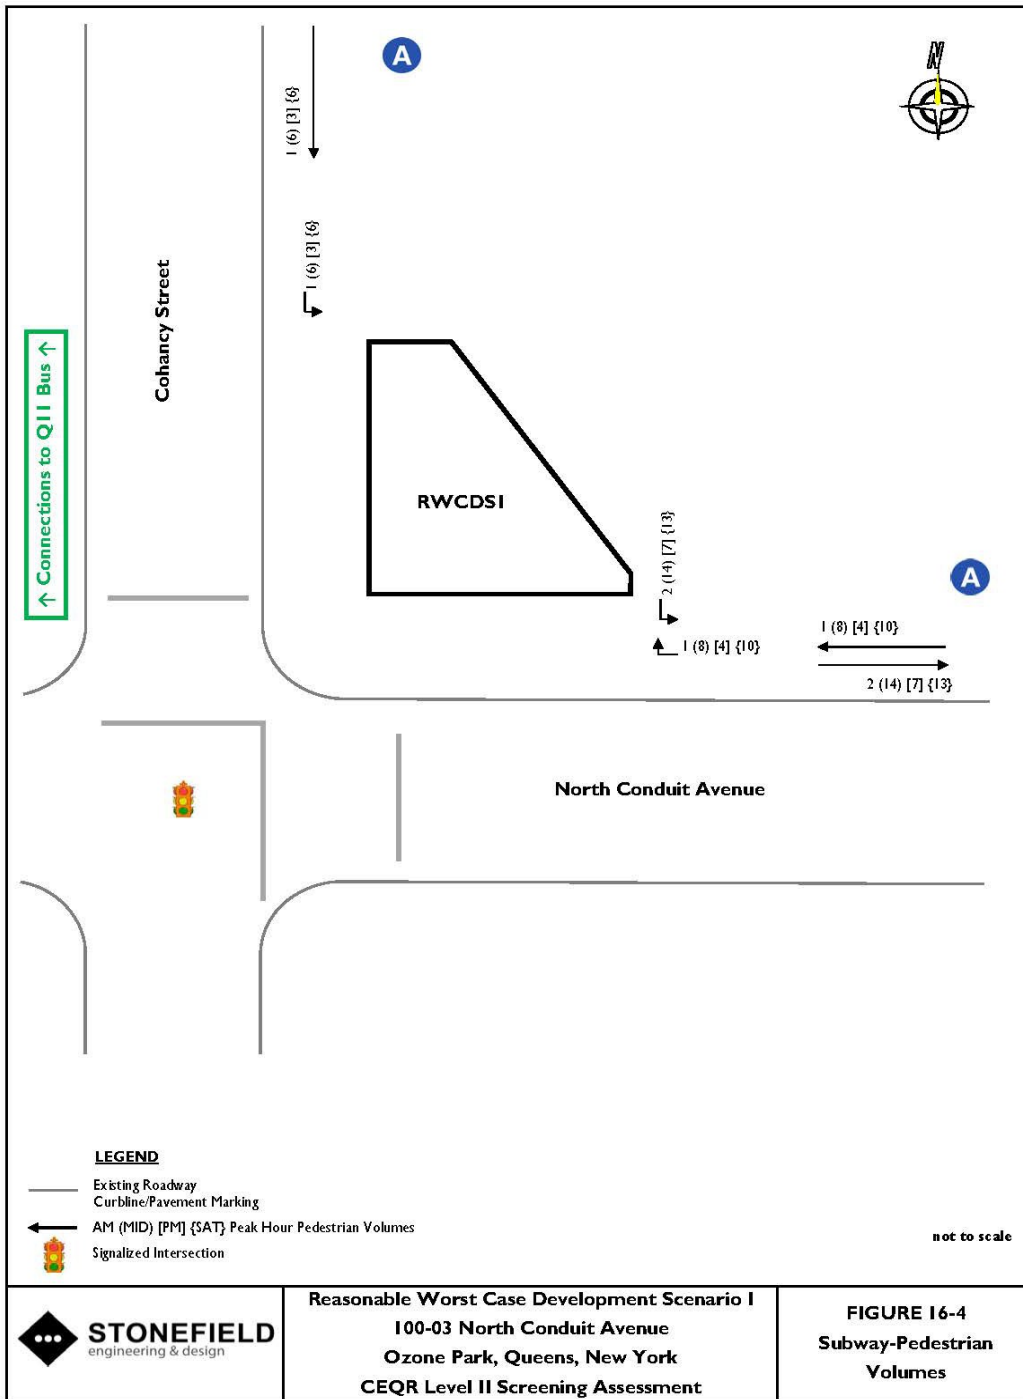 A
N
1 (6) [3] {6}
1 (6) [3] {6}
Cohancy Street
↑ Connections to Q11 Bus ↑
RWCDS1
2 (14) [7] {13}
A
1 (8) [4] {10}
1 (8) [4] {10}
2 (14) [7] {13}
North Conduit Avenue
LEGEND
Existing Roadway
Curbline/Pavement Marking
AM (MID) [PM] {SAT} Peak Hour Pedestrian Volumes
Signalized Intersection
not to scale
STONEFIELD
engineering & design
Reasonable Worst Case Development Scenario 1
100-03 North Conduit Avenue
Ozone Park, Queens, New York
CEQR Level II Screening Assessment
FIGURE 16-4
Subway-Pedestrian
Volumes